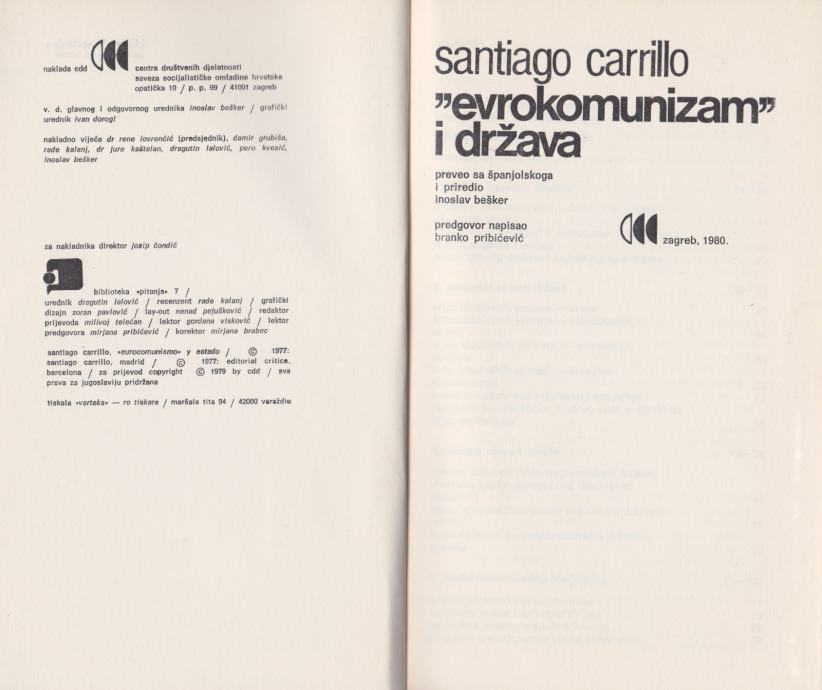 naklada cdd
centra društvenih djelatnosti
saveza socijalističke omladine hrvatske
opatička 10 / p. p. 99 / 41001 zagreb
v. d. glavnog i odgovornog urednika inoslav bešker / grafički
urednik ivan dorogi
nakladno vijeće dr rene lovrenčić (predsjednik), damir grubiša,
rade kalanj, dr jure kaštelan, dragutin lalović, pero kvesić,
inoslav bešker
za nakladnika direktor josip čondić
biblioteka »pitanja« 7 /
urednik dragutin lalović / recenzent rade kalanj / grafički
dizajn zoran pavlović / lay-out nenad pejušković / redaktor
prijevoda milivoj telećan / lektor gordana vlaković / lektor
predgovora mirjana pribićević / korektor mirjana brabec
santiago carrillo, »eurocomunismo« y estado / © 1977:
santiago carrillo, madrid / © 1977: editorial critica,
barcelona / za prijevod copyright © 1979 by cdd / sva
prava za jugoslaviju pridržana
tiskala »varteks« — ro tiskara / maršala tita 94 / 42000 varaždin
santiago carrillo
”evrokomunizam”
i država
preveo sa španjolskoga
i priredio
inoslav bešker
predgovor napisao
branko pribićević
zagreb, 1980.